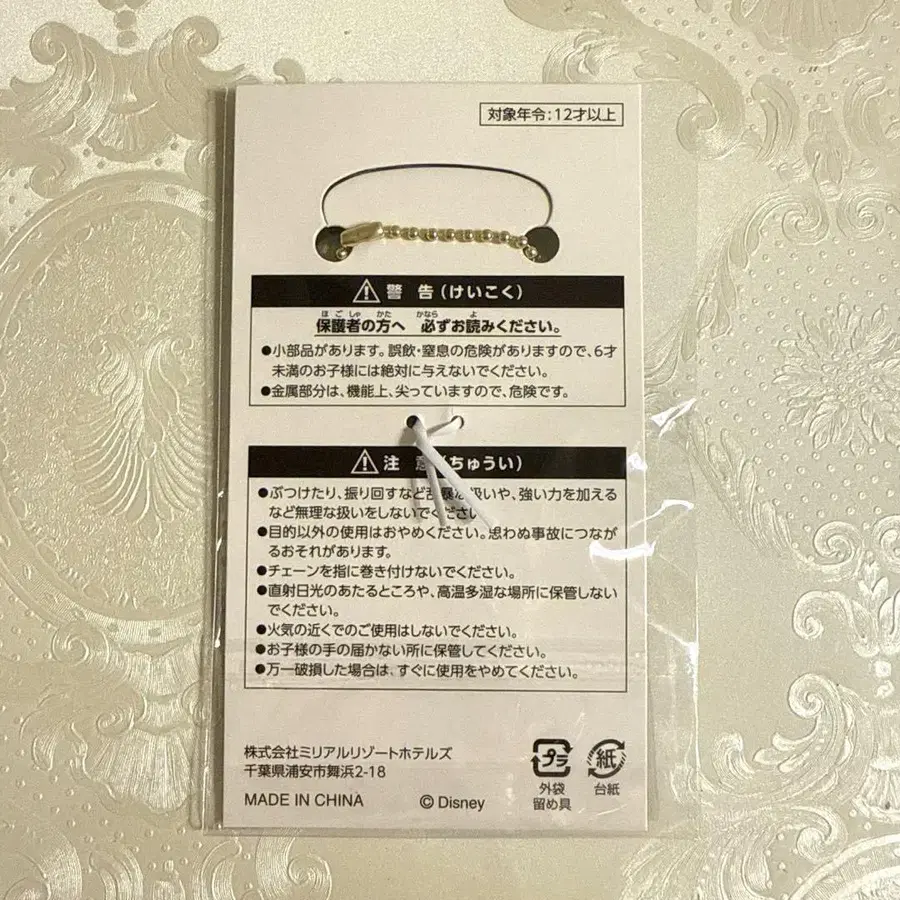 対象年令:12才以上
⚠警 告(けいこく)
保護者の方へ 必ずお読みください。
●小部品があります。誤飲・窒息の危険がありますので、6才
未満のお子様には絶対に与えないでください。
●金属部分は、機能上、尖っていますので、危険です。
⚠注 意(ちゅうい)
●ぶつけたり、振り回すなど乱暴な扱いや、強い力を加える
など無理な扱いをしないでください
●目的以外の使用はおやめください。思わぬ事故につなが
るおそれがあります。
●チェーンを指に巻き付けないでください。
●直射日光のあたるところや、高温多湿な場所に保管しない
でください。
●火気の近くでのご使用はしないでください。
●お子様の手の届かない所に保管してください。
●万一破損した場合は、すぐに使用をやめてください。
株式会社ミリアルリゾートホテルズ
千葉県浦安市舞浜2-18
MADE IN CHINA
© Disney
プラ
外袋
留め具
紙
台紙